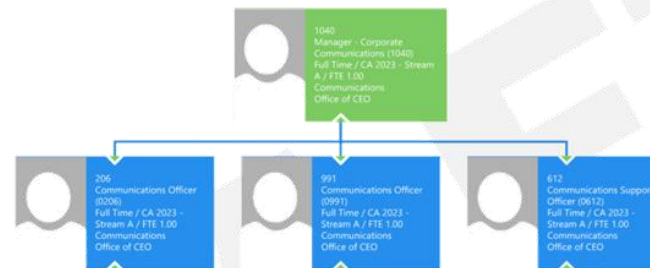 1040
Manager - Corporate
Communications (1040)
Full Time / CA 2023 - Stream
A / FTE 1.00
Communications
Office of CEO
206
Communications Officer
(0206)
Full Time / CA 2023 -
Stream A / FTE 1.00
Communications
Office of CEO
991
Communications Officer
(0991)
Full Time / CA 2023 -
Stream A / FTE 1.00
Communications
Office of CEO
612
Communications Support
Officer (0612)
Full Time / CA 2023 -
Stream A / FTE 1.00
Communications
Office of CEO